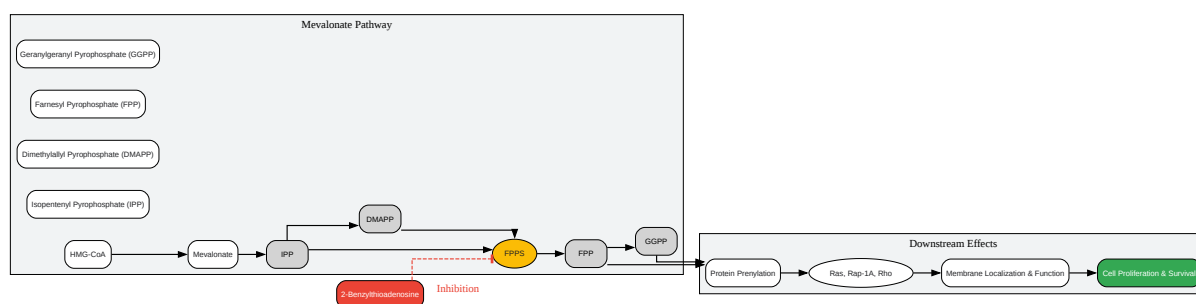 Mevalonate Pathway
Geranylgeranyl Pyrophosphate (GGPP)
Farnesyl Pyrophosphate (FPP)
Dimethylallyl Pyrophosphate (DMAPP)
Isopentenyl Pyrophosphate (IPP)
DMAPP
HMG-CoA
Mevalonate
IPP
FPPS
FPP
GGPP
2-Benzylthioadenosine
Inhibition
Downstream Effects
Protein Prenylation
Ras, Rap-1A, Rho
Membrane Localization & Function
Cell Proliferation & Survival